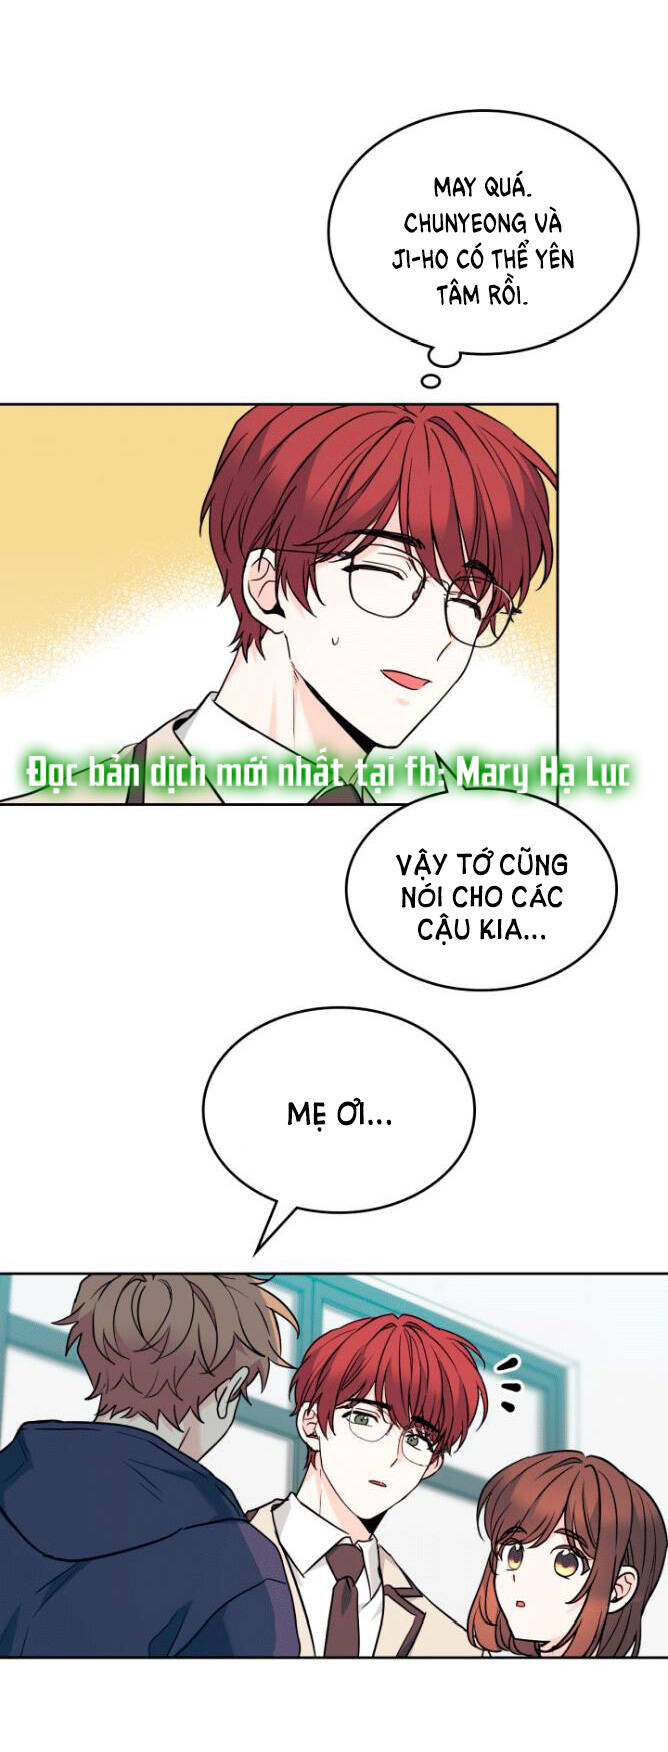 MAY QUÁ.
CHUNYEONG VÀ
JI-HO CÓ THỂ YÊN
TÂM RỒI.
Đọc bản dịch mới nhất tại fb: Mary Hạ Lục
VẬY TỚ CŨNG
NÓI CHO CÁC
CẬU KIA...
MẸ ƠI...